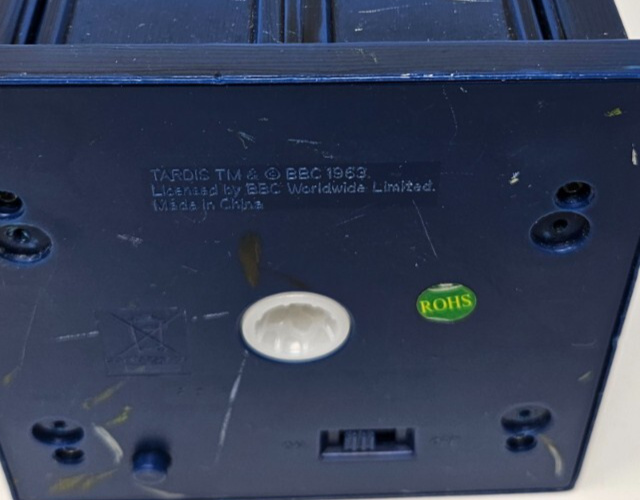 TARDIS TM & © BBC 1963.
Licensed by BBC Worldwide Limited.
Made in China
ROHS